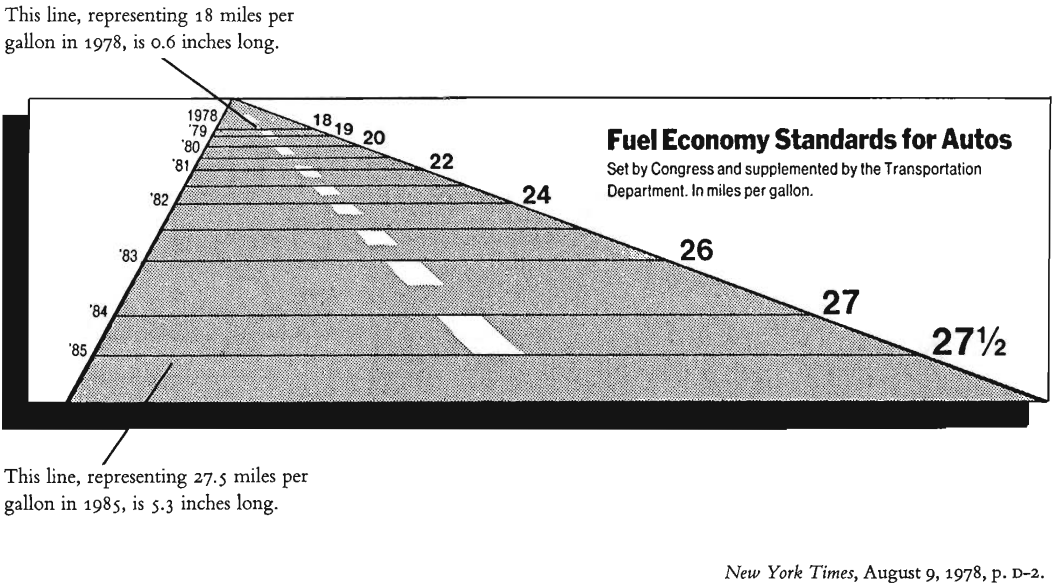 This line, representing 18 miles per
gallon in 1978, is 0.6 inches long.
1978
'79
'80
'81
'82
'83
'84
'85
18
19
20
22
24
26
27
27½
Fuel Economy Standards for Autos
Set by Congress and supplemented by the Transportation
Department. In miles per gallon.
This line, representing 27.5 miles per
gallon in 1985, is 5.3 inches long.
New York Times, August 9, 1978, p. D-2.